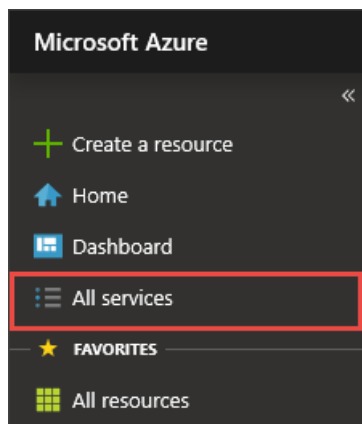 Microsoft Azure
Create a resource
Home
Dashboard
All services
FAVORITES
All resources